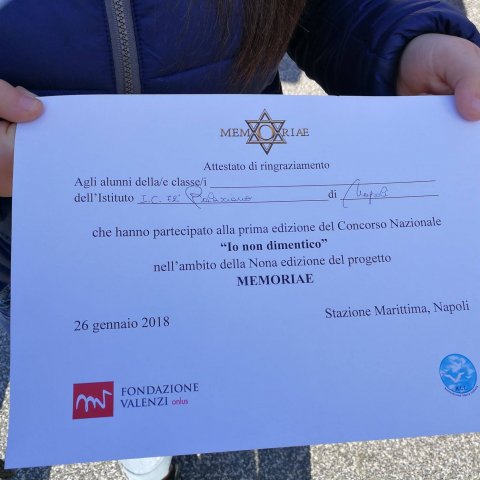 MEMORIAE
Attestato di ringraziamento
Agli alunni della/e classe/i
dell'Istituto I.C. di Napoli
che hanno partecipato alla prima edizione del Concorso Nazionale
“Io non dimentico”
nell'ambito della Nona edizione del progetto
MEMORIAE
26 gennaio 2018
Stazione Marittima, Napoli
FONDAZIONE
VALENZI onlus